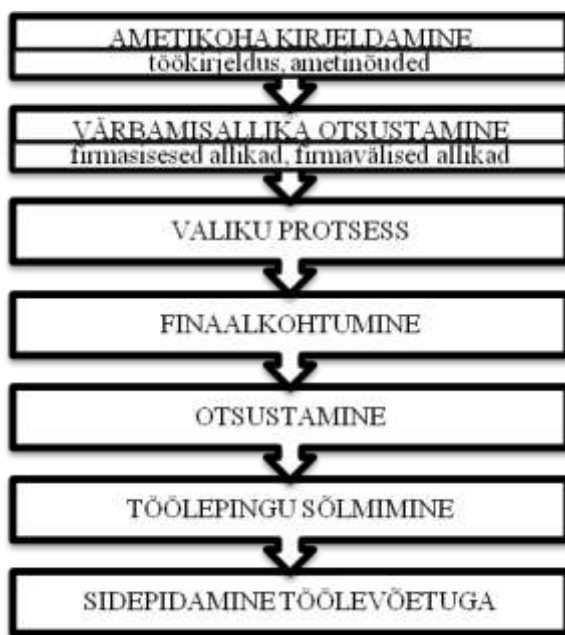 AMETIKOHA KIRJELDAMINE
töökirjeldus, ametinõuded
VÄRBAMISALLIKA OTSUSTAMINE
firmasisesed allikad, firmavälised allikad
VALIKU PROTSESS
FINAALKOHTUMINE
OTSUSTAMINE
TÖÖLEPINGU SÕLMIMINE
SIDEPIDAMINE TÖÖLEVÕETUGA